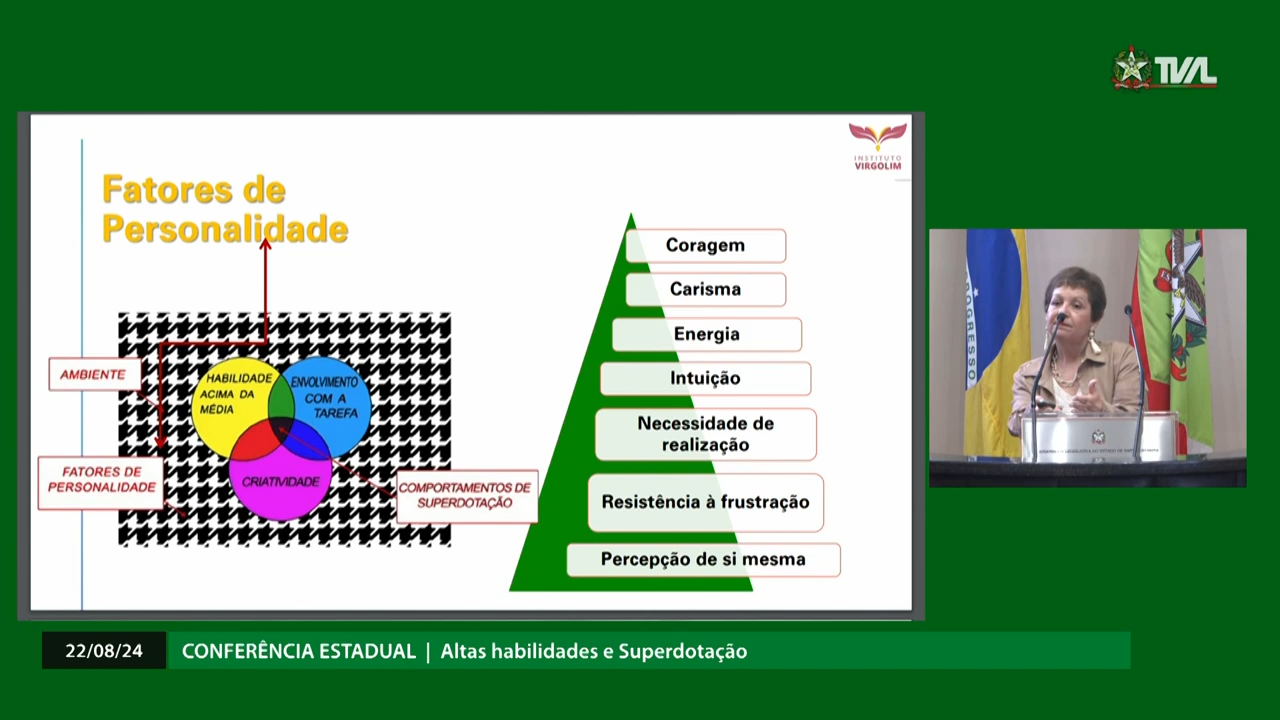 TVAL
INSTITUTO
VIRGOLIM
Fatores de
Personalidade
AMBIENTE
HABILIDADE
ACIMA DA
MÉDIA
ENVOLVIMENTO
COM A
TAREFA
CRIATIVIDADE
FATORES DE
PERSONALIDADE
COMPORTAMENTOS DE
SUPERDOTAÇÃO
Coragem
Carisma
Energia
Intuição
Necessidade de
realização
Resistência à frustração
Percepção de si mesma
PROGRESSO
22/08/24
CONFERÊNCIA ESTADUAL | Altas habilidades e Superdotação